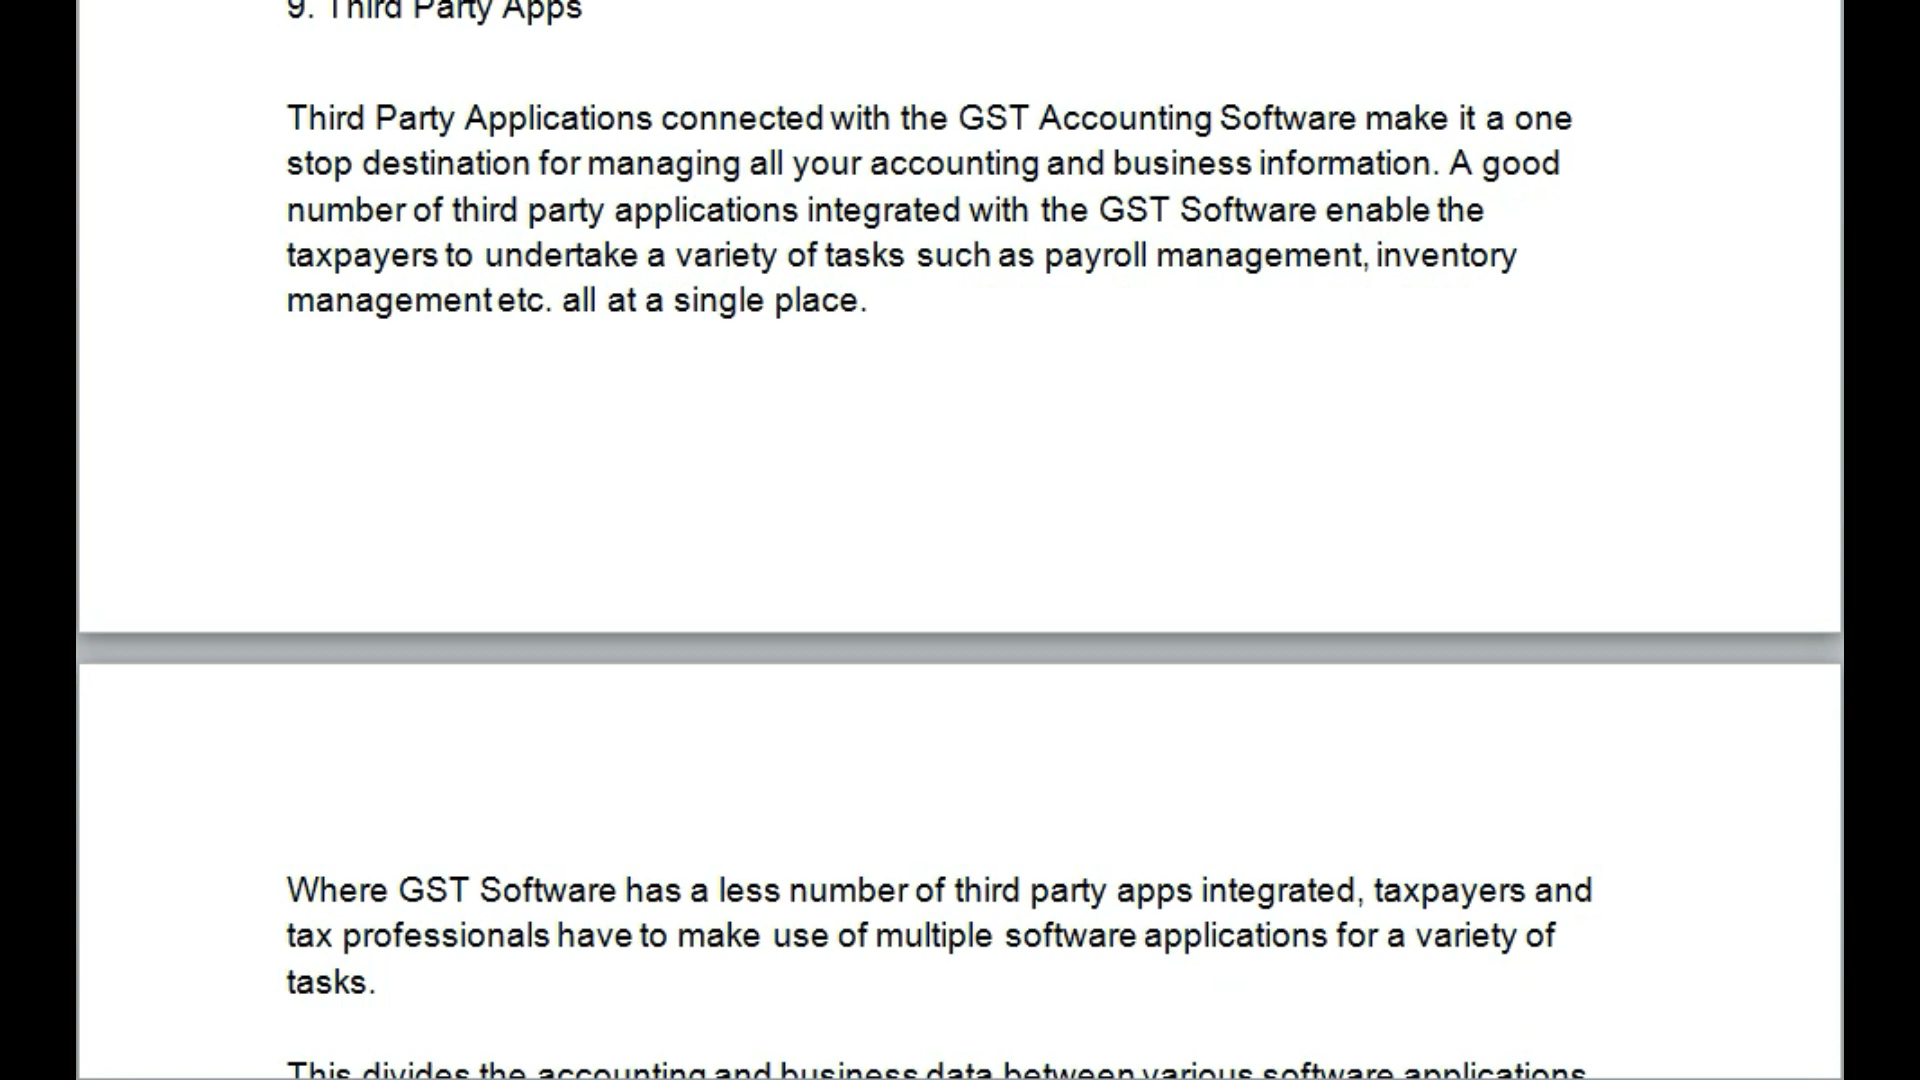 9. Third Party Apps
Third Party Applications connected with the GST Accounting Software make it a one
stop destination for managing all your accounting and business information. A good
number of third party applications integrated with the GST Software enable the
taxpayers to undertake a variety of tasks such as payroll management, inventory
management etc. all at a single place.
Where GST Software has a less number of third party apps integrated, taxpayers and
tax professionals have to make use of multiple software applications for a variety of
tasks.
This divides the accounting and business data between various software applications